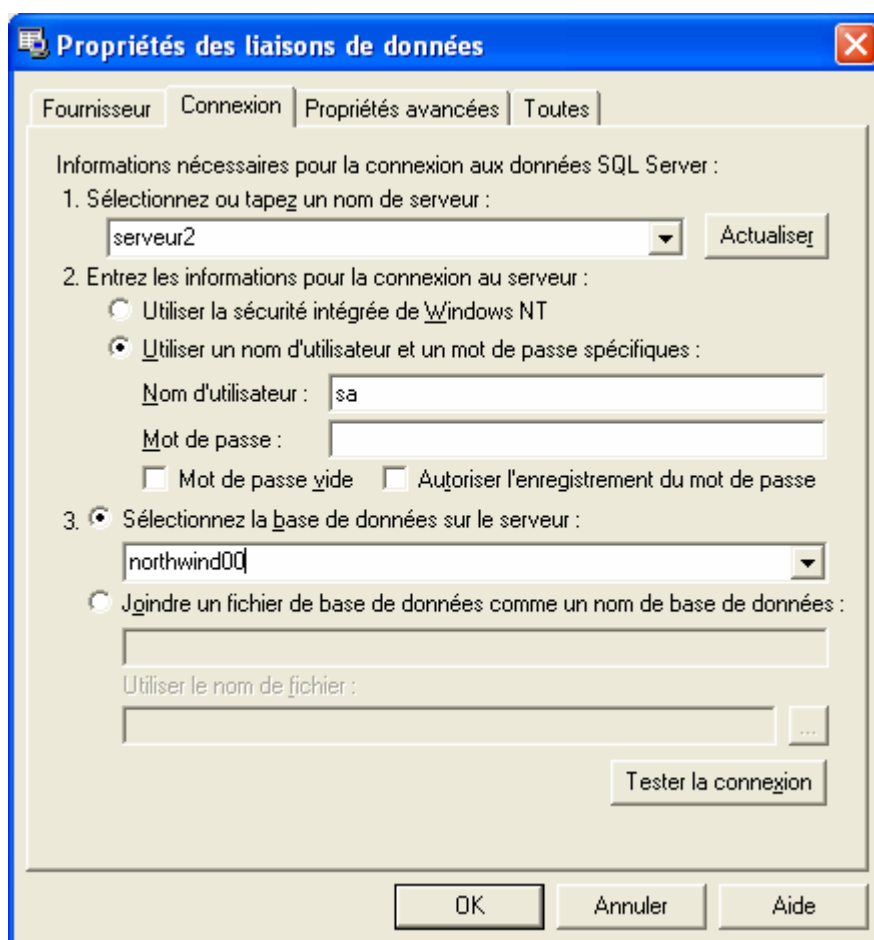 Propriétés des liaisons de données
Fournisseur Connexion Propriétés avancées Toutes
Informations nécessaires pour la connexion aux données SQL Server :
1. Sélectionnez ou tapez un nom de serveur :
serveur2 Actualiser
2. Entrez les informations pour la connexion au serveur :
Utiliser la sécurité intégrée de Windows NT
Utiliser un nom d'utilisateur et un mot de passe spécifiques :
Nom d'utilisateur : sa
Mot de passe :
Mot de passe vide Autoriser l'enregistrement du mot de passe
3. Sélectionnez la base de données sur le serveur :
northwind00
Joindre un fichier de base de données comme un nom de base de données :
Utiliser le nom de fichier :
...
Tester la connexion
OK Annuler Aide